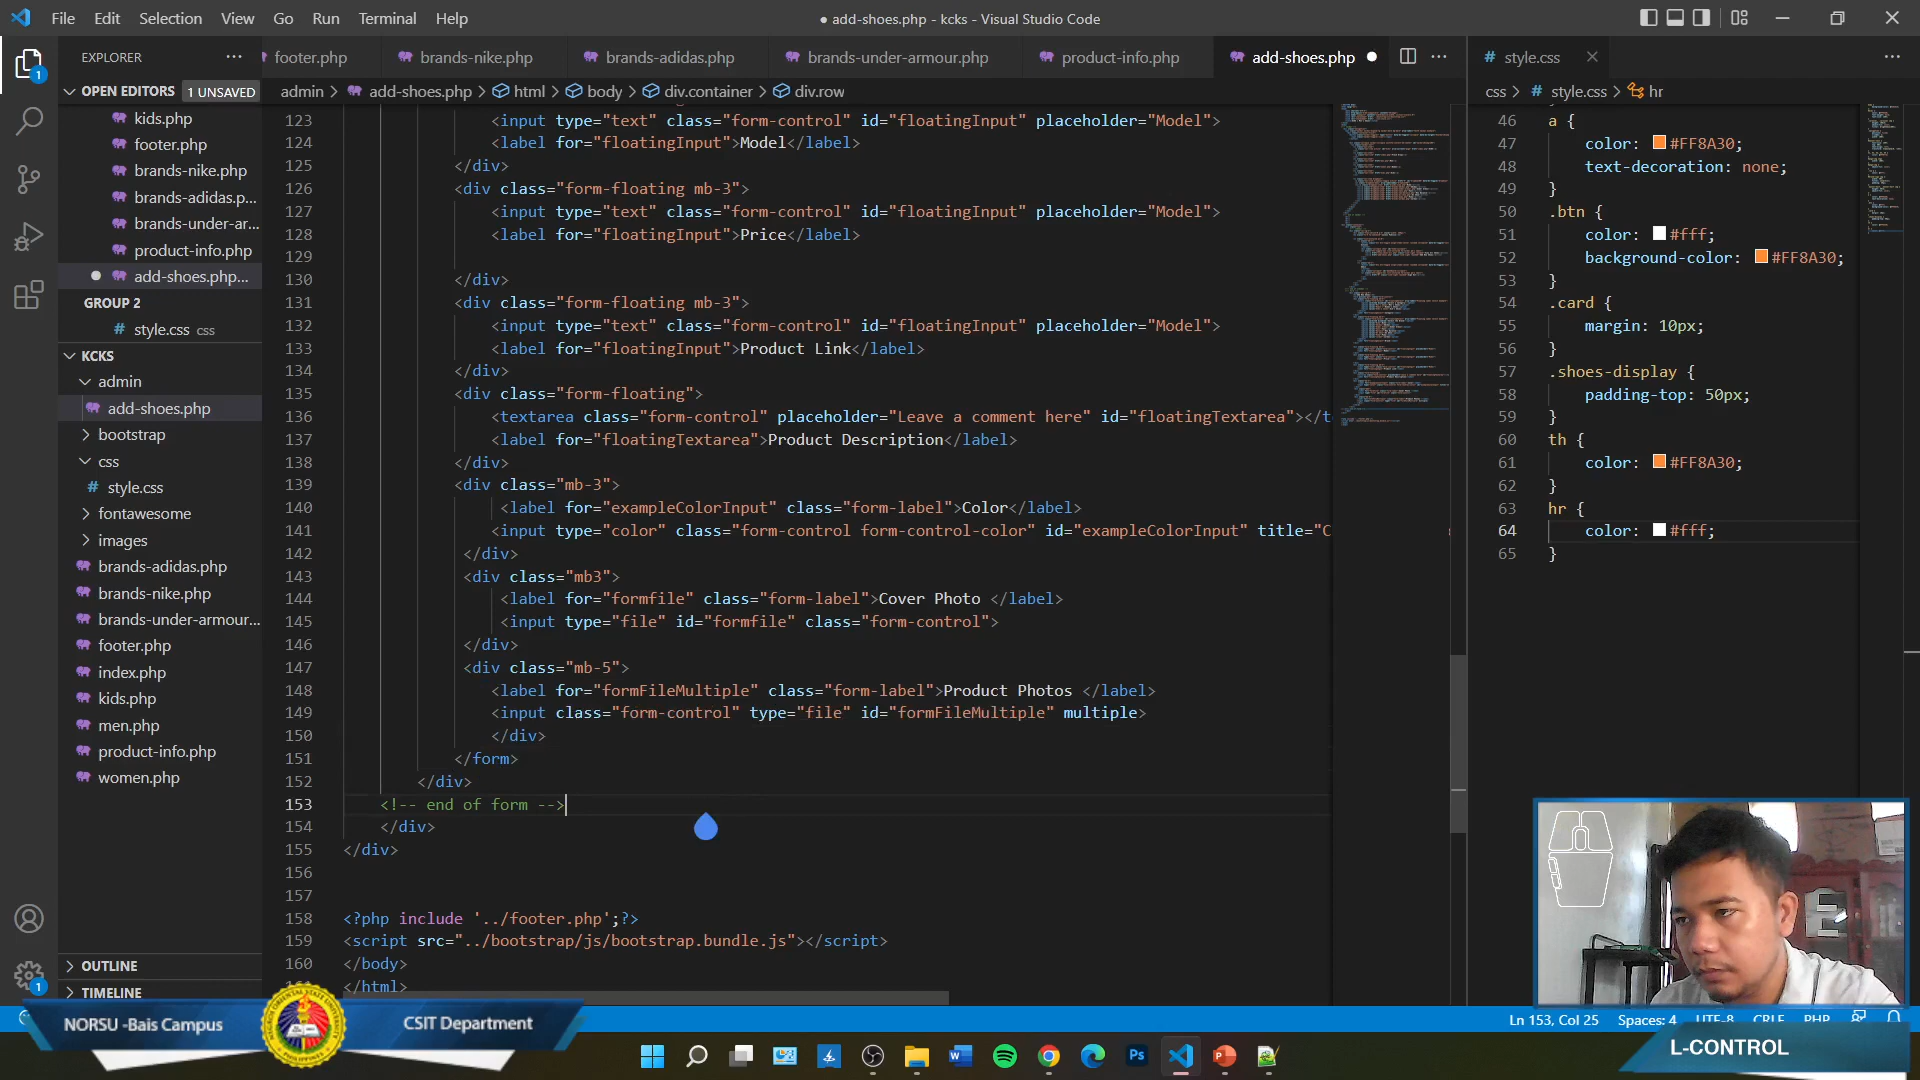 File Edit Selection View Go Run Terminal Help
● add-shoes.php - kcks - Visual Studio Code
EXPLORER
footer.php brands-nike.php brands-adidas.php brands-under-armour.php product-info.php add-shoes.php
style.css
OPEN EDITORS 1 UNSAVED
admin > add-shoes.php > html > body > div.container > div.row
css > style.css > hr
kids.php
footer.php
brands-nike.php
brands-adidas.p...
brands-under-ar...
product-info.php
add-shoes.php...
GROUP 2
style.css css
KCKS
admin
add-shoes.php
bootstrap
css
style.css
fontawesome
images
brands-adidas.php
brands-nike.php
brands-under-armour...
footer.php
index.php
kids.php
men.php
product-info.php
women.php
OUTLINE
TIMELINE
123 <input type="text" class="form-control" id="floatingInput" placeholder="Model">
124 <label for="floatingInput">Model</label>
125 </div>
126 <div class="form-floating mb-3">
127 <input type="text" class="form-control" id="floatingInput" placeholder="Model">
128 <label for="floatingInput">Price</label>
129
130 </div>
131 <div class="form-floating mb-3">
132 <input type="text" class="form-control" id="floatingInput" placeholder="Model">
133 <label for="floatingInput">Product Link</label>
134 </div>
135 <div class="form-floating">
136 <textarea class="form-control" placeholder="Leave a comment here" id="floatingTextarea"></t
137 <label for="floatingTextarea">Product Description</label>
138 </div>
139 <div class="mb-3">
140 <label for="exampleColorInput" class="form-label">Color</label>
141 <input type="color" class="form-control form-control-color" id="exampleColorInput" title="C
142 </div>
143 <div class="mb3">
144 <label for="formfile" class="form-label">Cover Photo </label>
145 <input type="file" id="formfile" class="form-control">
146 </div>
147 <div class="mb-5">
148 <label for="formFileMultiple" class="form-label">Product Photos </label>
149 <input class="form-control" type="file" id="formFileMultiple" multiple>
150 </div>
151 </form>
152 </div>
153 <!-- end of form -->
154 </div>
155 </div>
156
157
158 <?php include '../footer.php';?>
159 <script src="../bootstrap/js/bootstrap.bundle.js"></script>
160 </body>
</html>
46 a {
47 color: #FF8A30;
48 text-decoration: none;
49 }
50 .btn {
51 color: #fff;
52 background-color: #FF8A30;
53 }
54 .card {
55 margin: 10px;
56 }
57 .shoes-display {
58 padding-top: 50px;
59 }
60 th {
61 color: #FF8A30;
62 }
63 hr {
64 color: #fff;
65 }
Ln 153, Col 25 Spaces: 4 UTF-8 CRLF PHP
NORSU -Bais Campus
CSIT Department
L-CONTROL